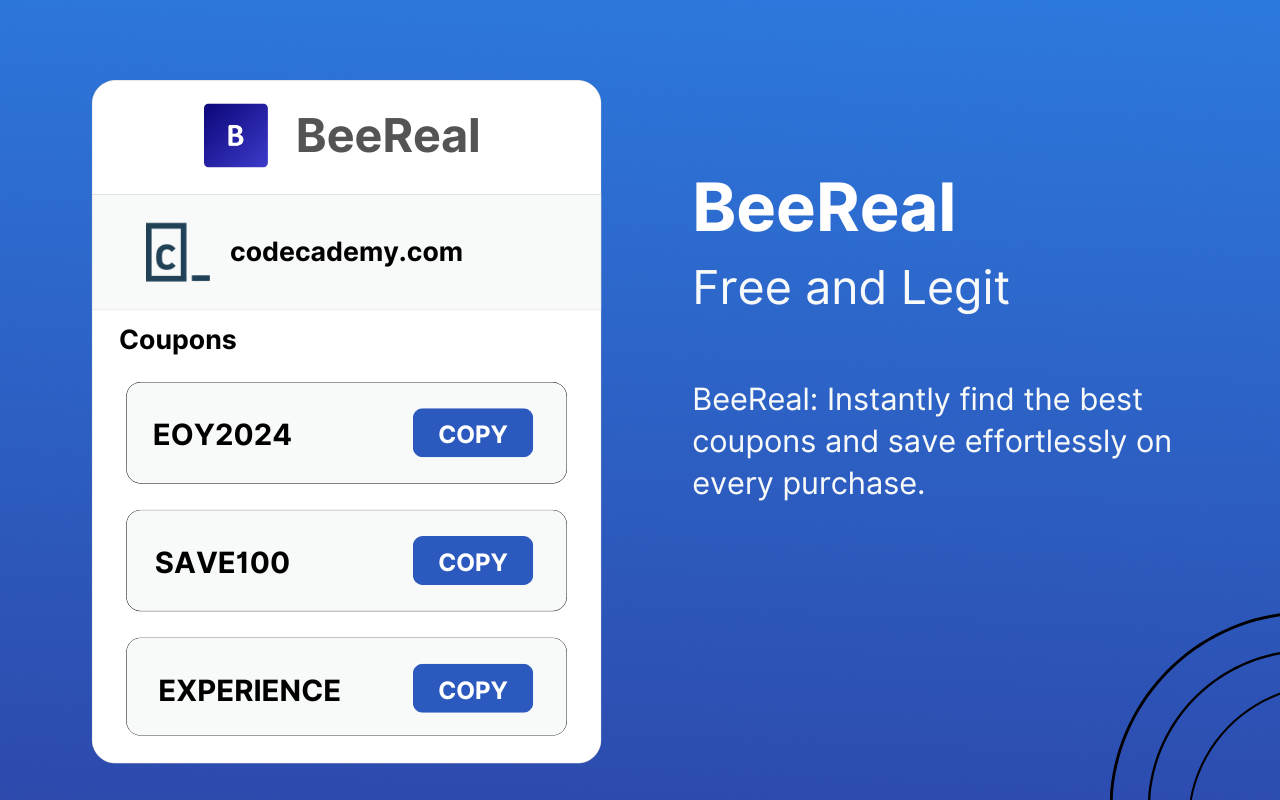 B BeeReal
C_ codecademy.com
Coupons
EOY2024 COPY
SAVE100 COPY
EXPERIENCE COPY
BeeReal
Free and Legit
BeeReal: Instantly find the best
coupons and save effortlessly on
every purchase.